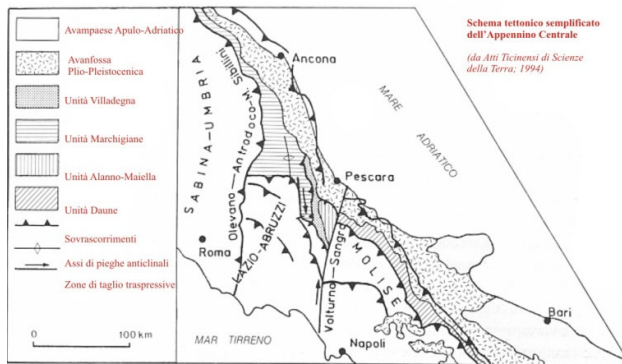 Avampaese Apulo-Adriatico
Avanfossa
Plio-Pleistocenica
Unità Villadegna
Unità Marchigiane
Unità Alanno-Maiella
Unità Daune
Sovrascorrimenti
Assi di pieghe anticlinali
Zone di taglio traspressive
0 100 km
Schema tettonico semplificato
dell'Appennino Centrale
(da Atti Ticinensi di Scienze
della Terra; 1994)
SABINA-UMBRIA
Olevano-Antrodoco-M. Sibillini
Ancona
MARE ADRIATICO
Pescara
Roma
LAZIO-ABRUZZI
Volturno-Sangro
MOLISE
MAR TIRRENO
Napoli
Bari